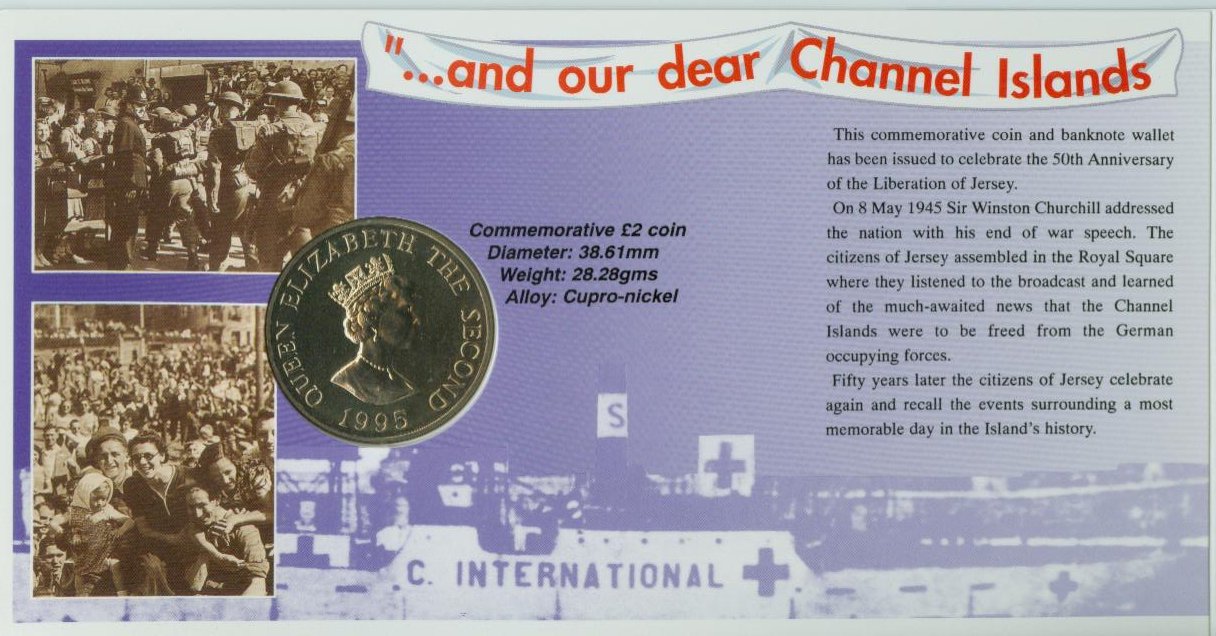 "...and our dear Channel Islands
This commemorative coin and banknote wallet
has been issued to celebrate the 50th Anniversary
of the Liberation of Jersey.
On 8 May 1945 Sir Winston Churchill addressed
the nation with his end of war speech. The
citizens of Jersey assembled in the Royal Square
where they listened to the broadcast and learned
of the much-awaited news that the Channel
Islands were to be freed from the German
occupying forces.
Fifty years later the citizens of Jersey celebrate
again and recall the events surrounding a most
memorable day in the Island's history.
Commemorative £2 coin
Diameter: 38.61mm
Weight: 28.28gms
Alloy: Cupro-nickel
QUEEN ELIZABETH THE SECOND
1995
S
C. INTERNATIONAL